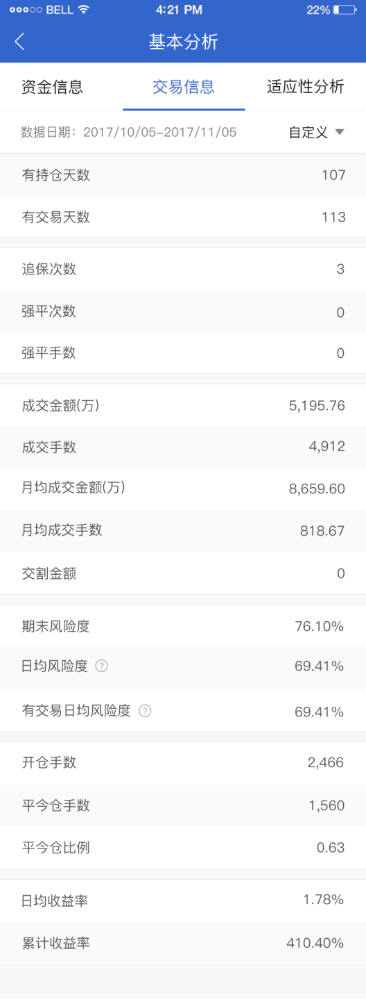 BELL 4:21 PM 22%
基本分析
资金信息 交易信息 适应性分析
数据日期：2017/10/05-2017/11/05 自定义
有持仓天数 107
有交易天数 113
追保次数 3
强平次数 0
强平手数 0
成交金额(万) 5,195.76
成交手数 4,912
月均成交金额(万) 8,659.60
月均成交手数 818.67
交割金额 0
期末风险度 76.10%
日均风险度 ? 69.41%
有交易日均风险度 ? 69.41%
开仓手数 2,466
平今仓手数 1,560
平今仓比例 0.63
日均收益率 1.78%
累计收益率 410.40%